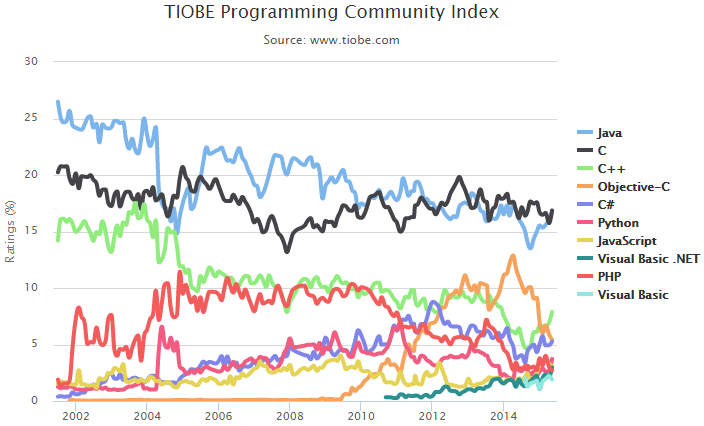 TIOBE Programming Community Index
Source: www.tiobe.com
30
25
20
15
10
5
0
Ratings (%)
2002
2004
2006
2008
2010
2012
2014
Java
C
C++
Objective-C
C#
Python
JavaScript
Visual Basic .NET
PHP
Visual Basic